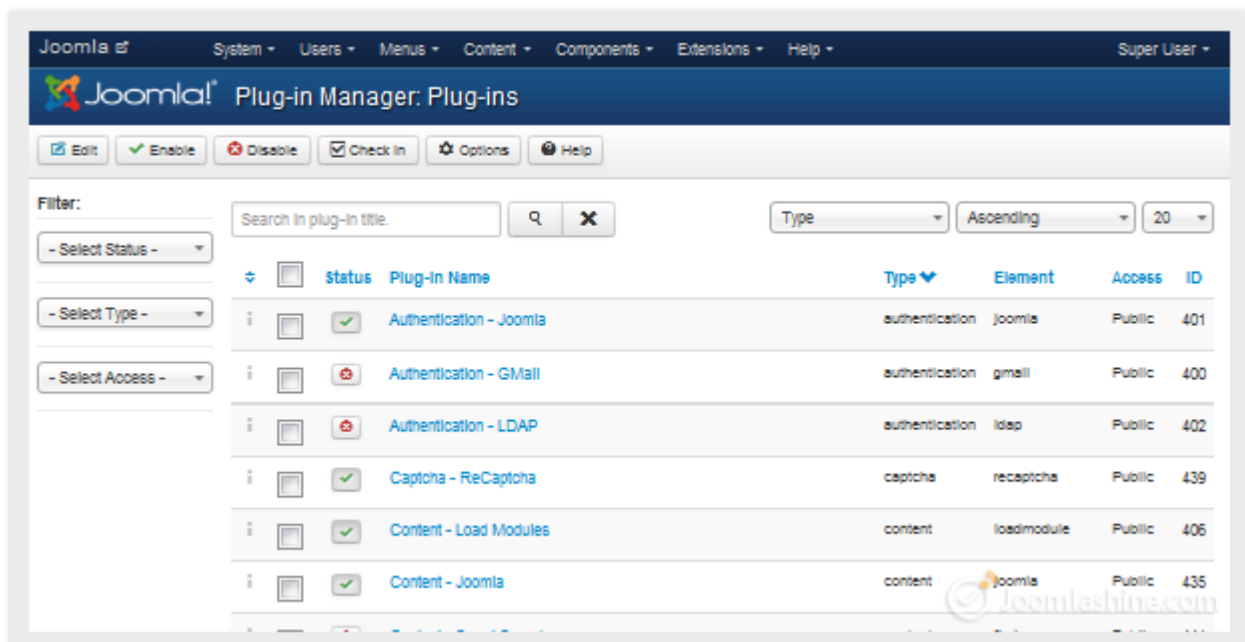 Joomla System Users Menus Content Components Extensions Help Super User
Joomla! Plug-in Manager: Plug-ins
Edit Enable Disable Check In Options Help
Filter:
Search in plug-in title. Type Ascending 20
- Select Status -
Status Plug-in Name Type Element Access ID
- Select Type -
Authentication - Joomla authentication joomla Public 401
- Select Access -
Authentication - GMail authentication gmail Public 400
Authentication - LDAP authentication ldap Public 402
Captcha - ReCaptcha captcha recaptcha Public 439
Content - Load Modules content loadmodule Public 406
Content - Joomla content joomla Public 435
Joomlashine.com